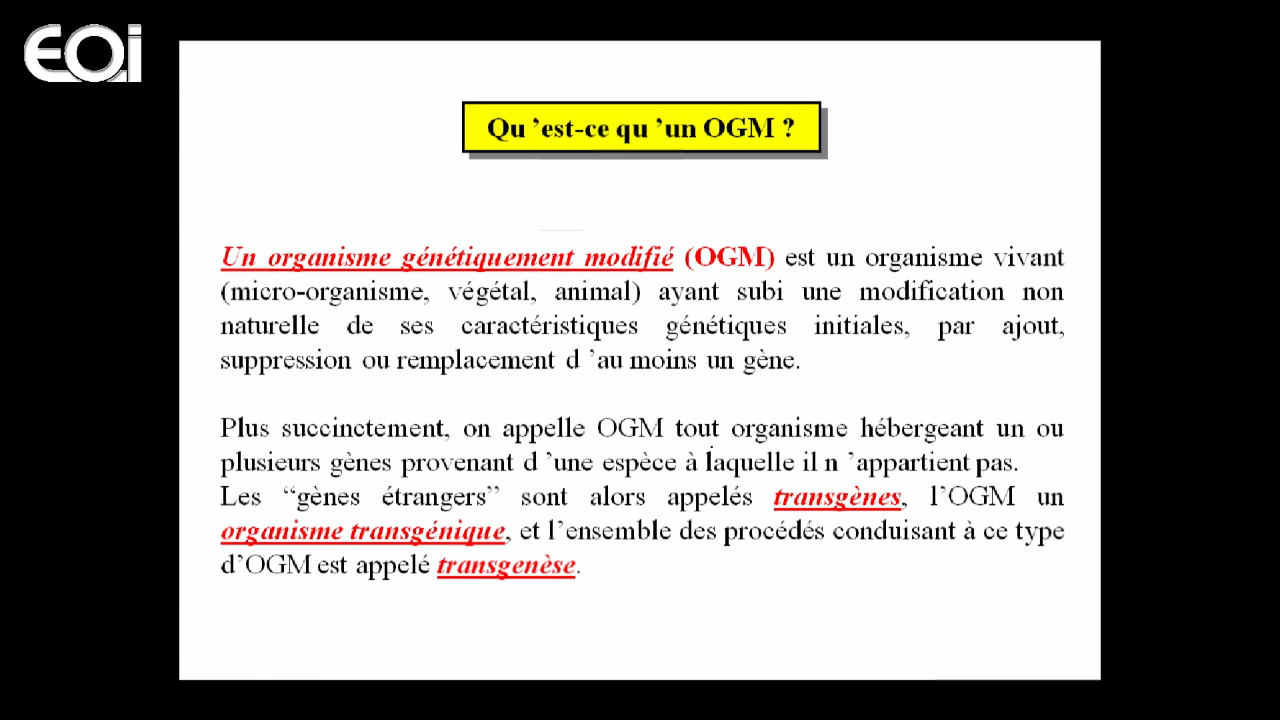 EOi
Qu ’est-ce qu ’un OGM ?
Un organisme génétiquement modifié (OGM) est un organisme vivant
(micro-organisme, végétal, animal) ayant subi une modification non
naturelle de ses caractéristiques génétiques initiales, par ajout,
suppression ou remplacement d ’au moins un gène.
Plus succinctement, on appelle OGM tout organisme hébergeant un ou
plusieurs gènes provenant d ’une espèce à laquelle il n ’appartient pas.
Les “gènes étrangers” sont alors appelés transgènes, l’OGM un
organisme transgénique, et l’ensemble des procédés conduisant à ce type
d’OGM est appelé transgenèse.